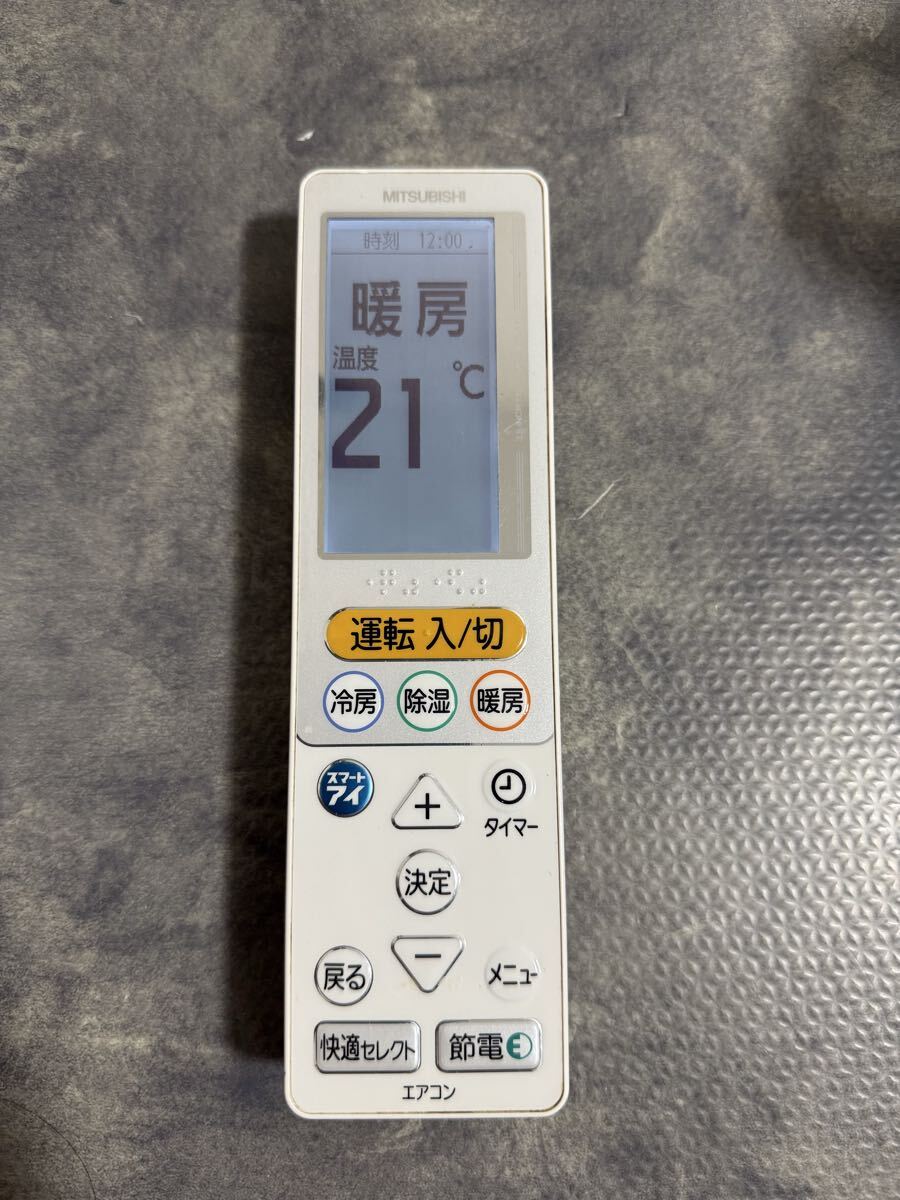 MITSUBISHI
時刻 12:00
暖房
温度
21℃
運転 入/切
冷房 除湿 暖房
スマート
アイ
+
タイマー
決定
−
戻る
メニュー
快適セレクト 節電
エアコン